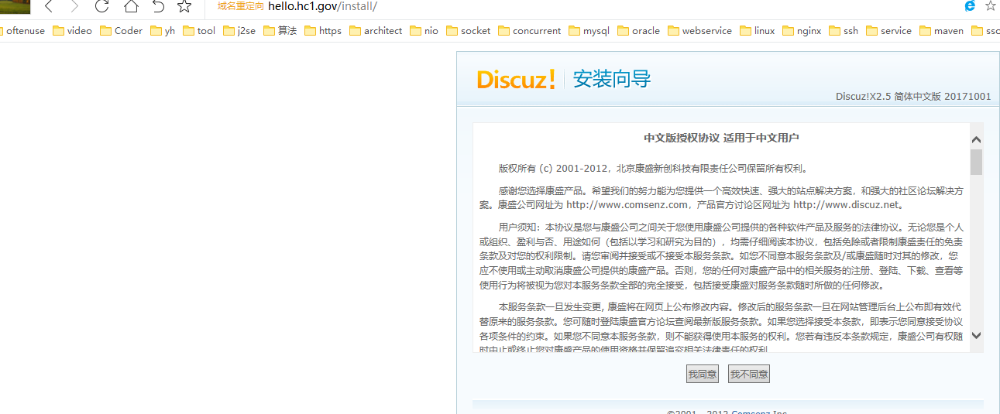 域名重定向 hello.hc1.gov/install/
oftenuse video Coder yh tool j2se 算法 https architect nio socket concurrent mysql oracle webservice linux nginx ssh service maven
Discuz! 安装向导
Discuz!X2.5 简体中文版 20171001
中文版授权协议 适用于中文用户
版权所有 (c) 2001-2012，北京康盛新创科技有限责任公司保留所有权利。
感谢您选择康盛产品。希望我们的努力能为您提供一个高效快速、强大的站点解决方案，和强大的社区论坛解决方
案。康盛公司网址为 http://www.comsenz.com，产品官方讨论区网址为 http://www.discuz.net。
用户须知：本协议是您与康盛公司之间关于您使用康盛公司提供的各种软件产品及服务的法律协议。无论您是个人
或组织、盈利与否、用途如何（包括以学习和研究为目的），均需仔细阅读本协议，包括免除或者限制康盛责任的免责
条款及对您的权利限制。请您审阅并接受或不接受本服务条款。如您不同意本服务条款及/或康盛随时对其的修改，您
应不使用或主动取消康盛公司提供的康盛产品。否则，您的任何对康盛产品中的相关服务的注册、登陆、下载、查看等
使用行为将被视为您对本服务条款全部的完全接受，包括接受康盛对服务条款随时所做的任何修改。
本服务条款一旦发生变更, 康盛将在网页上公布修改内容。修改后的服务条款一旦在网站管理后台上公布即有效代
替原来的服务条款。您可随时登陆康盛官方论坛查阅最新版服务条款。如果您选择接受本条款，即表示您同意接受协议
各项条件的约束。如果您不同意本服务条款，则不能获得使用本服务的权利。您若有违反本条款规定，康盛公司有权随
时中止或终止您对康盛产品的使用资格并保留追究相关法律责任的权利。
我同意 我不同意
©2001 - 2012 Comsenz Inc.